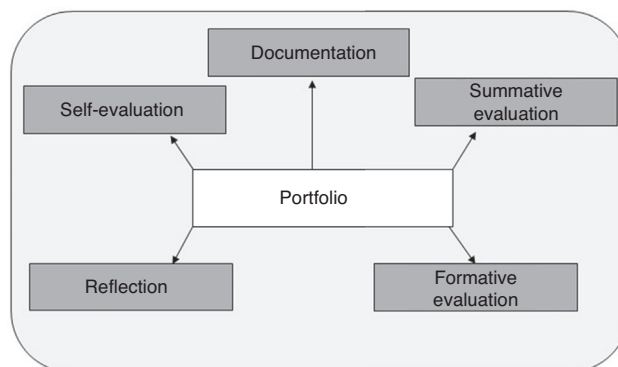 Documentation
Self-evaluation
Summative
evaluation
Portfolio
Reflection
Formative
evaluation